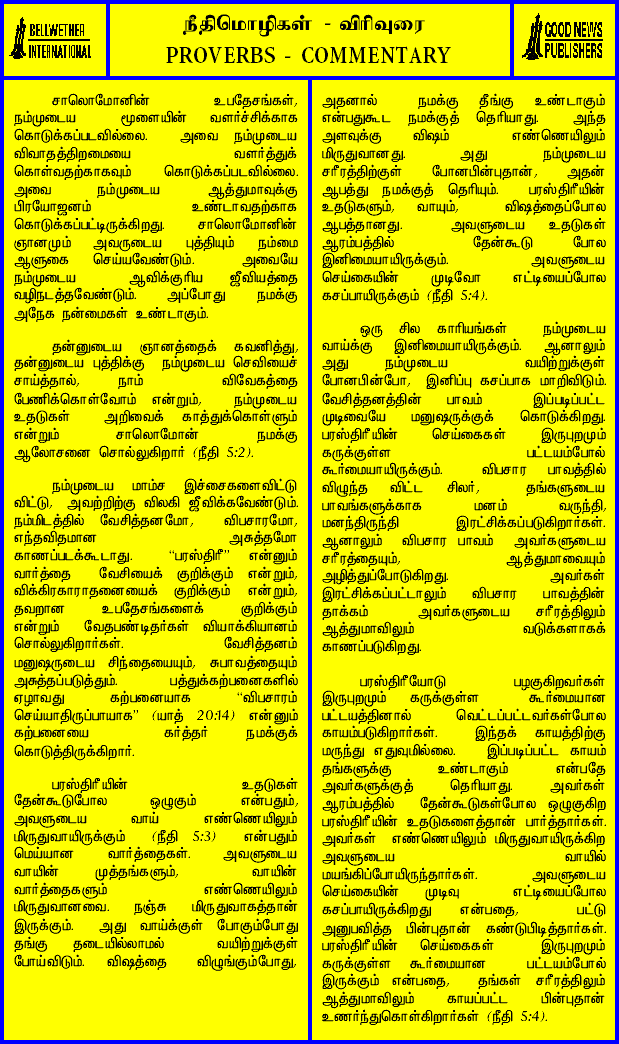 BELLWETHER
INTERNATIONAL
நீதிமொழிகள் - விரிவுரை
PROVERBS - COMMENTARY
GOOD NEWS
PUBLISHERS
சாலொமோனின் உபதேசங்கள்,
நம்முடைய மூளையின் வளர்ச்சிக்காக
கொடுக்கப்படவில்லை. அவை நம்முடைய
விவாதத்திறமையை வளர்த்துக்
கொள்வதற்காகவும் கொடுக்கப்படவில்லை.
அவை நம்முடைய ஆத்துமாவுக்கு
பிரயோஜனம் உண்டாவதற்காக
கொடுக்கப்பட்டிருக்கிறது. சாலொமோனின்
ஞானமும் அவருடைய புத்தியும் நம்மை
ஆளுகை செய்யவேண்டும். அவையே
நம்முடைய ஆவிக்குரிய ஜீவியத்தை
வழிநடத்தவேண்டும். அப்போது நமக்கு
அநேக நன்மைகள் உண்டாகும்.
தன்னுடைய ஞானத்தைக் கவனித்து,
தன்னுடைய புத்திக்கு நம்முடைய செவியைச்
சாய்த்தால், நாம் விவேகத்தை
பேணிக்கொள்வோம் என்றும், நம்முடைய
உதடுகள் அறிவைக் காத்துக்கொள்ளும்
என்றும் சாலொமோன் நமக்கு
ஆலோசனை சொல்லுகிறார் (நீதி 5:2).
நம்முடைய மாம்ச இச்சைகளைவிட்டு
விட்டு, அவற்றிற்கு விலகி ஜீவிக்கவேண்டும்.
நம்மிடத்தில் வேசித்தனமோ, விபசாரமோ,
எந்தவிதமான அசுத்தமோ
காணப்படக்கூடாது. “பரஸ்திரீ” என்னும்
வார்த்தை வேசியைக் குறிக்கும் என்றும்,
விக்கிரகாராதனையைக் குறிக்கும் என்றும்,
தவறான உபதேசங்களைக் குறிக்கும்
என்றும் வேதபண்டிதர்கள் வியாக்கியானம்
சொல்லுகிறார்கள். வேசித்தனம்
மனுஷருடைய சிந்தையையும், சுபாவத்தையும்
அசுத்தப்படுத்தும். பத்துக்கற்பனைகளில்
ஏழாவது கற்பனையாக “விபசாரம்
செய்யாதிருப்பாயாக” (யாத் 20:14) என்னும்
கற்பனையை கர்த்தர் நமக்குக்
கொடுத்திருக்கிறார்.
பரஸ்திரீயின் உதடுகள்
தேன்கூடுபோல ஒழுகும் என்பதும்,
அவளுடைய வாய் எண்ணெயிலும்
மிருதுவாயிருக்கும் (நீதி 5:3) என்பதும்
மெய்யான வார்த்தைகள். அவளுடைய
வாயின் முத்தங்களும், வாயின்
வார்த்தைகளும் எண்ணெயிலும்
மிருதுவானவை. நஞ்சு மிருதுவாகத்தான்
இருக்கும். அது வாய்க்குள் போகும்போது
தங்கு தடையில்லாமல் வயிற்றுக்குள்
போய்விடும். விஷத்தை விழுங்கும்போது,
அதனால் நமக்கு தீங்கு உண்டாகும்
என்பதுகூட நமக்குத் தெரியாது. அந்த
அளவுக்கு விஷம் எண்ணெயிலும்
மிருதுவானது. அது நம்முடைய
சரீரத்திற்குள் போனபின்புதான், அதன்
ஆபத்து நமக்குத் தெரியும். பரஸ்திரீயின்
உதடுகளும், வாயும், விஷத்தைப்போல
ஆபத்தானது. அவளுடைய உதடுகள்
ஆரம்பத்தில் தேன்கூடு போல
இனிமையாயிருக்கும். அவளுடைய
செய்கையின் முடிவோ எட்டியைப்போல
கசப்பாயிருக்கும் (நீதி 5:4).
ஒரு சில காரியங்கள் நம்முடைய
வாய்க்கு இனிமையாயிருக்கும். ஆனாலும்
அது நம்முடைய வயிற்றுக்குள்
போனபின்போ, இனிப்பு கசப்பாக மாறிவிடும்.
வேசித்தனத்தின் பாவம் இப்படிப்பட்ட
முடிவையே மனுஷருக்குக் கொடுக்கிறது.
பரஸ்திரீயின் செய்கைகள் இருபுறமும்
கருக்குள்ள பட்டயம்போல்
கூர்மையாயிருக்கும். விபசார பாவத்தில்
விழுந்த விட்ட சிலர், தங்களுடைய
பாவங்களுக்காக மனம் வருந்தி,
மனந்திருந்தி இரட்சிக்கப்படுகிறார்கள்.
ஆனாலும் விபசார பாவம் அவர்களுடைய
சரீரத்தையும், ஆத்துமாவையும்
அழித்துப்போடுகிறது. அவர்கள்
இரட்சிக்கப்பட்டாலும் விபசார பாவத்தின்
தாக்கம் அவர்களுடைய சரீரத்திலும்
ஆத்துமாவிலும் வடுக்களாகக்
காணப்படுகிறது.
பரஸ்திரீயோடு பழகுகிறவர்கள்
இருபுறமும் கருக்குள்ள கூர்மையான
பட்டயத்தினால் வெட்டப்பட்டவர்கள்போல
காயம்படுகிறார்கள். இந்தக் காயத்திற்கு
மருந்து எதுவுமில்லை. இப்படிப்பட்ட காயம்
தங்களுக்கு உண்டாகும் என்பதே
அவர்களுக்குத் தெரியாது. அவர்கள்
ஆரம்பத்தில் தேன்கூடுகள்போல ஒழுகுகிற
பரஸ்திரீயின் உதடுகளைத்தான் பார்த்தார்கள்.
அவர்கள் எண்ணெயிலும் மிருதுவாயிருக்கிற
அவளுடைய வாயில்
மயங்கிப்போயிருந்தார்கள். அவளுடைய
செய்கையின் முடிவு எட்டியைப்போல
கசப்பாயிருக்கிறது என்பதை, பட்டு
அனுபவித்த பின்புதான் கண்டுபிடித்தார்கள்.
பரஸ்திரீயின் செய்கைகள் இருபுறமும்
கருக்குள்ள கூர்மையான பட்டயம்போல்
இருக்கும் என்பதை, தங்கள் சரீரத்திலும்
ஆத்துமாவிலும் காயப்பட்ட பின்புதான்
உணர்ந்துகொள்கிறார்கள் (நீதி 5:4).